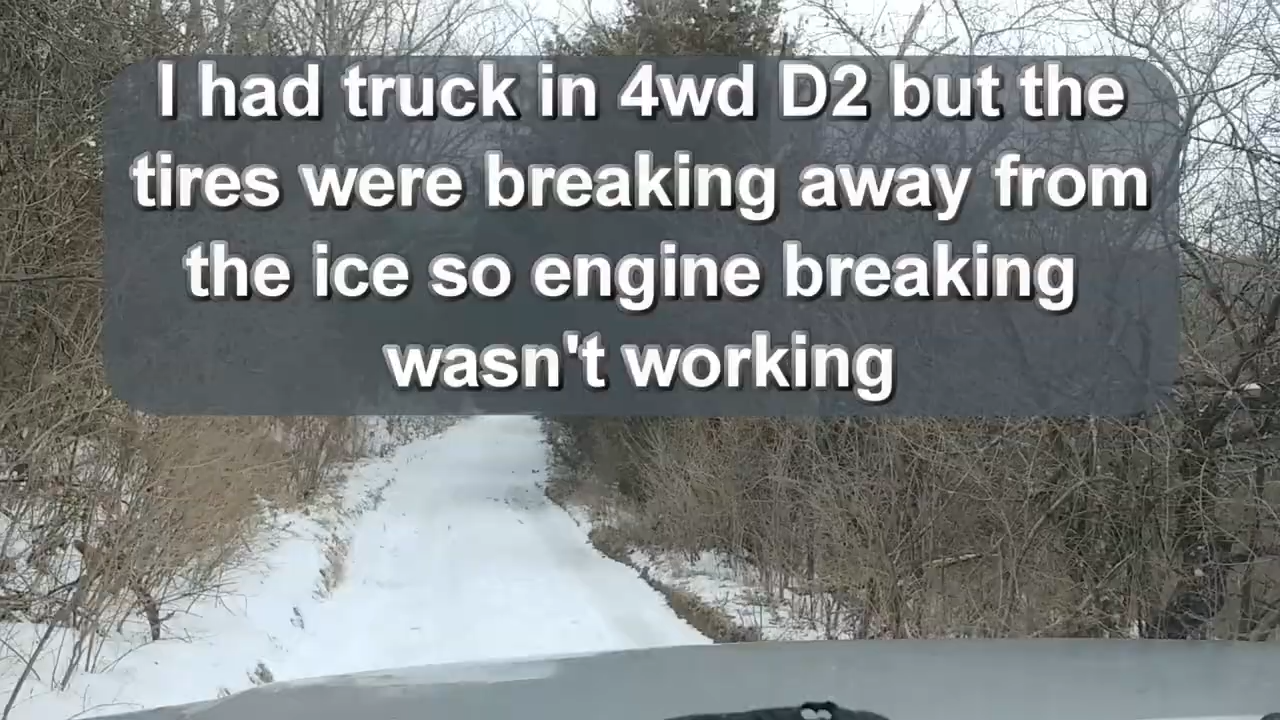 I had truck in 4wd D2 but the
tires were breaking away from
the ice so engine breaking
wasn't working